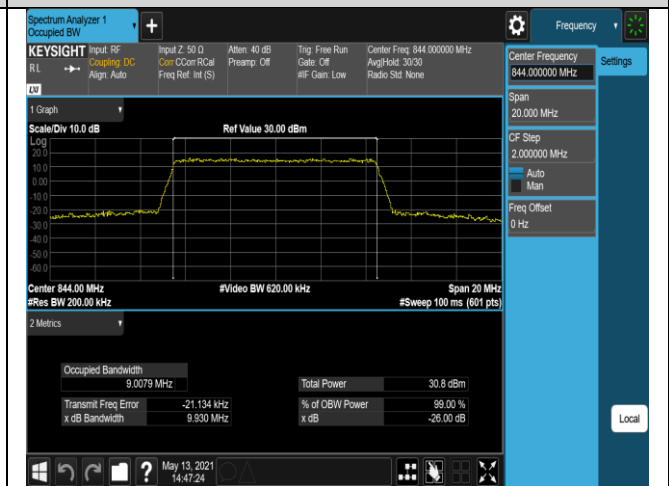 Spectrum Analyzer 1
Occupied BW
+
Frequency
KEYSIGHT
RL
LXI
Input: RF
Coupling: DC
Align: Auto
Input Z: 50 Ω
Corr CCorr RCal
Freq Ref: Int (S)
Atten: 40 dB
Preamp: Off
Trig: Free Run
Gate: Off
#IF Gain: Low
Center Freq: 844.000000 MHz
Avg|Hold: 30/30
Radio Std: None
Center Frequency
844.000000 MHz
Settings
Span
20.000 MHz
CF Step
2.000000 MHz
Auto
Man
Freq Offset
0 Hz
Local
1 Graph
Scale/Div 10.0 dB
Ref Value 30.00 dBm
Log
20.0
10.0
0.00
-10.0
-20.0
-30.0
-40.0
-50.0
-60.0
Center 844.00 MHz
#Video BW 620.00 kHz
Span 20 MHz
#Res BW 200.00 kHz
#Sweep 100 ms (601 pts)
2 Metrics
Occupied Bandwidth
9.0079 MHz
Total Power 30.8 dBm
Transmit Freq Error -21.134 kHz
% of OBW Power 99.00 %
x dB Bandwidth 9.930 MHz
x dB -26.00 dB
?
May 13, 2021
14:47:24